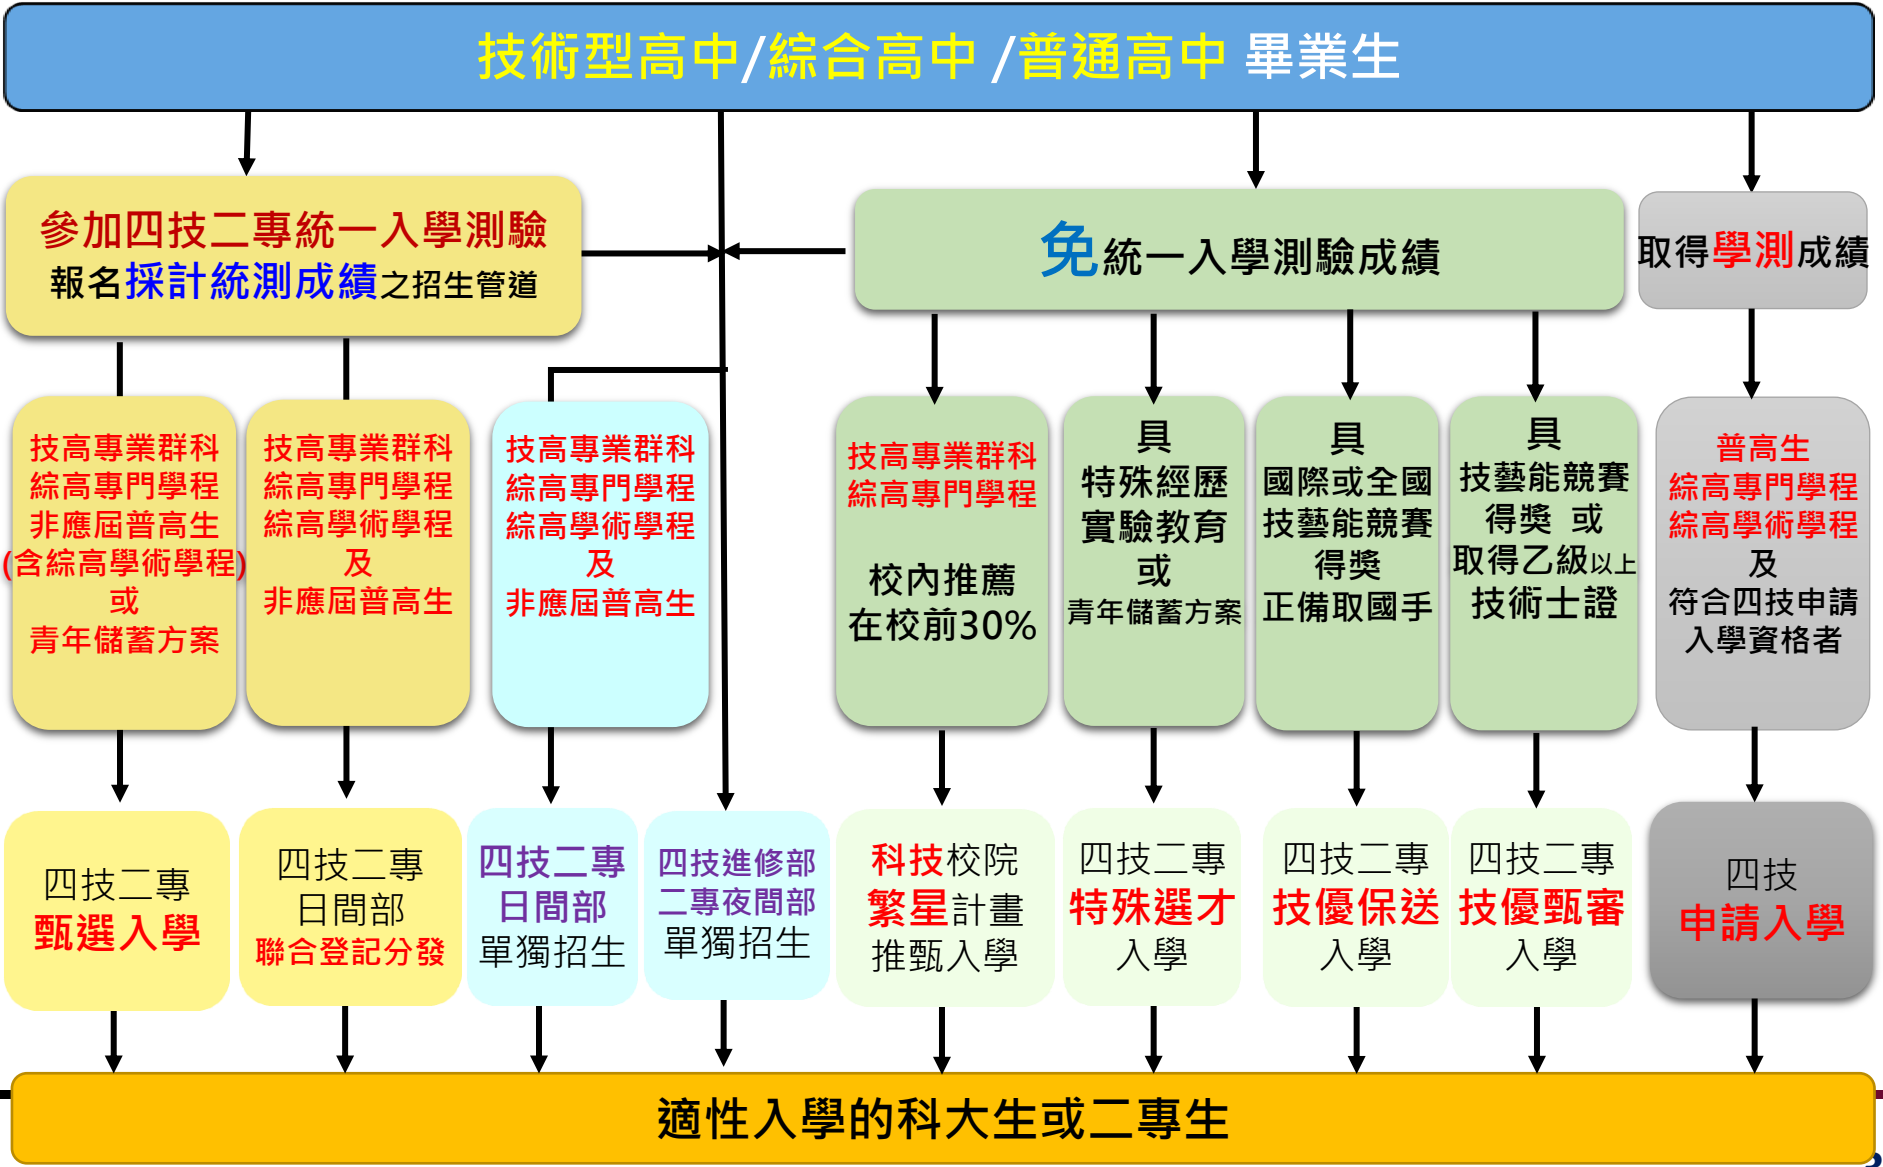 技術型高中/綜合高中 /普通高中 畢業生
參加四技二專統一入學測驗
報名採計統測成績之招生管道
免統一入學測驗成績
取得學測成績
技高專業群科
綜高專門學程
非應屆普高生
(含綜高學術學程)
或
青年儲蓄方案
技高專業群科
綜高專門學程
綜高學術學程
及
非應屆普高生
技高專業群科
綜高專門學程
綜高學術學程
及
非應屆普高生
技高專業群科
綜高專門學程
校內推薦
在校前30%
具
特殊經歷
實驗教育
或
青年儲蓄方案
具
國際或全國
技藝能競賽
得獎
正備取國手
具
技藝能競賽
得獎 或
取得乙級以上
技術士證
普高生
綜高專門學程
綜高學術學程
及
符合四技申請
入學資格者
四技二專
甄選入學
四技二專
日間部
聯合登記分發
四技二專
日間部
單獨招生
四技進修部
二專夜間部
單獨招生
科技校院
繁星計畫
推甄入學
四技二專
特殊選才
入學
四技二專
技優保送
入學
四技二專
技優甄審
入學
四技
申請入學
適性入學的科大生或二專生